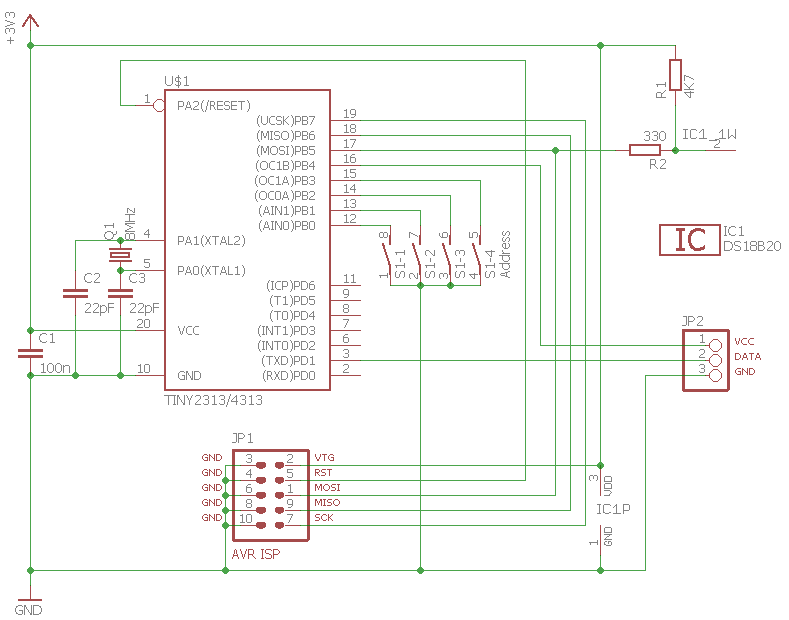 +3V3
U$1
1 PA2(/RESET)
(UCSK)PB7 19
(MISO)PB6 18
(MOSI)PB5 17
(OC1B)PB4 16
(OC1A)PB3 15
(OC0A)PB2 14
(AIN1)PB1 13
(AIN0)PB0 12
R1
4K7
330
R2
IC1_1W
2
Q1
8MHz
4 PA1(XTAL2)
5 PA0(XTAL1)
C2
22pF
C3
22pF
20 VCC
C1
100n
10 GND
(ICP)PD6 11
(T1)PD5 9
(T0)PD4 8
(INT1)PD3 7
(INT0)PD2 6
(TXD)PD1 3
(RXD)PD0 2
TINY2313/4313
8 7 6 5
S1-1
S1-2
S1-3
S1-4
Address
1 2 3 4
IC
IC1
DS18B20
JP2
1 VCC
2 DATA
3 GND
JP1
GND 3 2 VTG
GND 4 5 RST
GND 6 1 MOSI
GND 8 9 MISO
GND 10 7 SCK
AVR ISP
3
VDD
IC1P
1
GND
GND